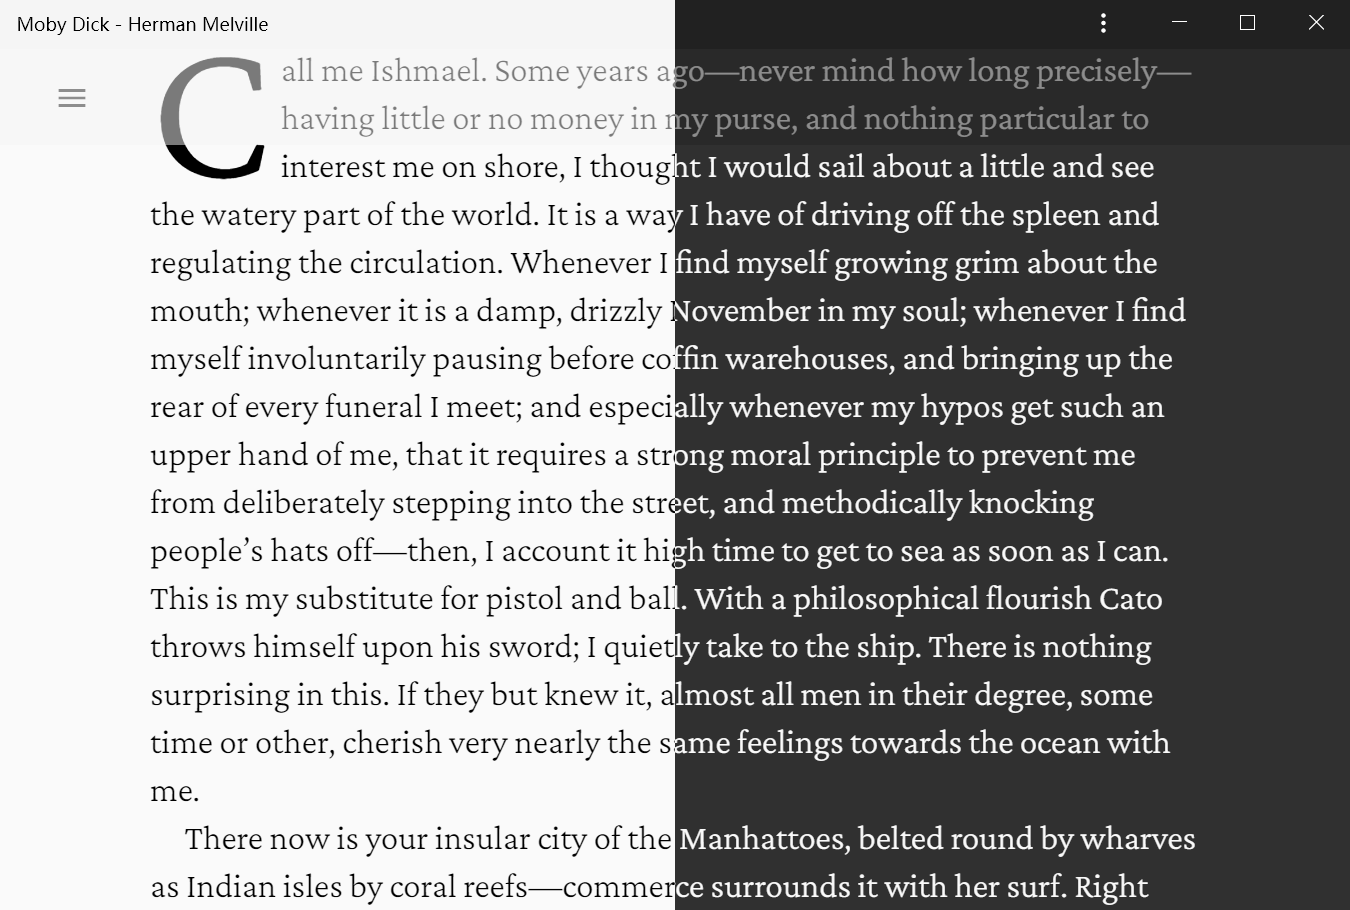 Moby Dick - Herman Melville
Call me Ishmael. Some years ago—never mind how long precisely—
having little or no money in my purse, and nothing particular to
interest me on shore, I thought I would sail about a little and see
the watery part of the world. It is a way I have of driving off the spleen and
regulating the circulation. Whenever I find myself growing grim about the
mouth; whenever it is a damp, drizzly November in my soul; whenever I find
myself involuntarily pausing before coffin warehouses, and bringing up the
rear of every funeral I meet; and especially whenever my hypos get such an
upper hand of me, that it requires a strong moral principle to prevent me
from deliberately stepping into the street, and methodically knocking
people’s hats off—then, I account it high time to get to sea as soon as I can.
This is my substitute for pistol and ball. With a philosophical flourish Cato
throws himself upon his sword; I quietly take to the ship. There is nothing
surprising in this. If they but knew it, almost all men in their degree, some
time or other, cherish very nearly the same feelings towards the ocean with
me.
There now is your insular city of the Manhattoes, belted round by wharves
as Indian isles by coral reefs—commerce surrounds it with her surf. Right